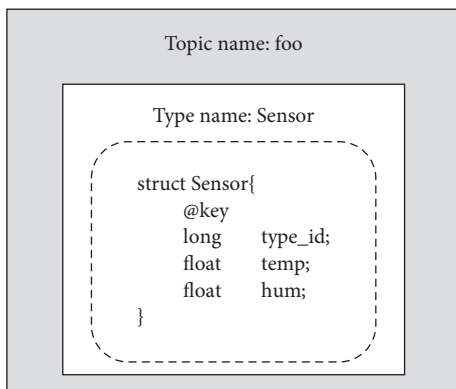 Topic name: foo
Type name: Sensor
struct Sensor{
@key
long type_id;
float temp;
float hum;
}